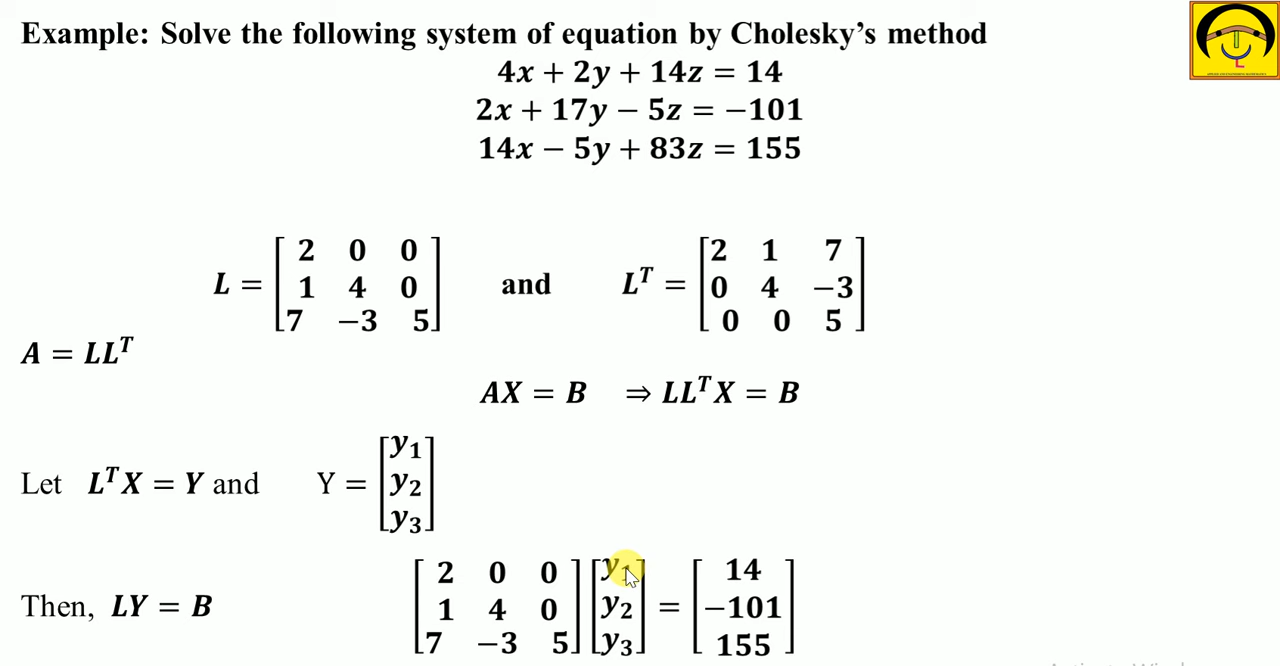 Example: Solve the following system of equation by Cholesky's method
4x + 2y + 14z = 14
2x + 17y − 5z = −101
14x − 5y + 83z = 155
L = [2 0 0; 1 4 0; 7 −3 5] and L^T = [2 1 7; 0 4 −3; 0 0 5]
A = LL^T
AX = B ⇒ LL^T X = B
Let L^T X = Y and Y = [y1; y2; y3]
Then, LY = B [2 0 0; 1 4 0; 7 −3 5] [y1; y2; y3] = [14; −101; 155]